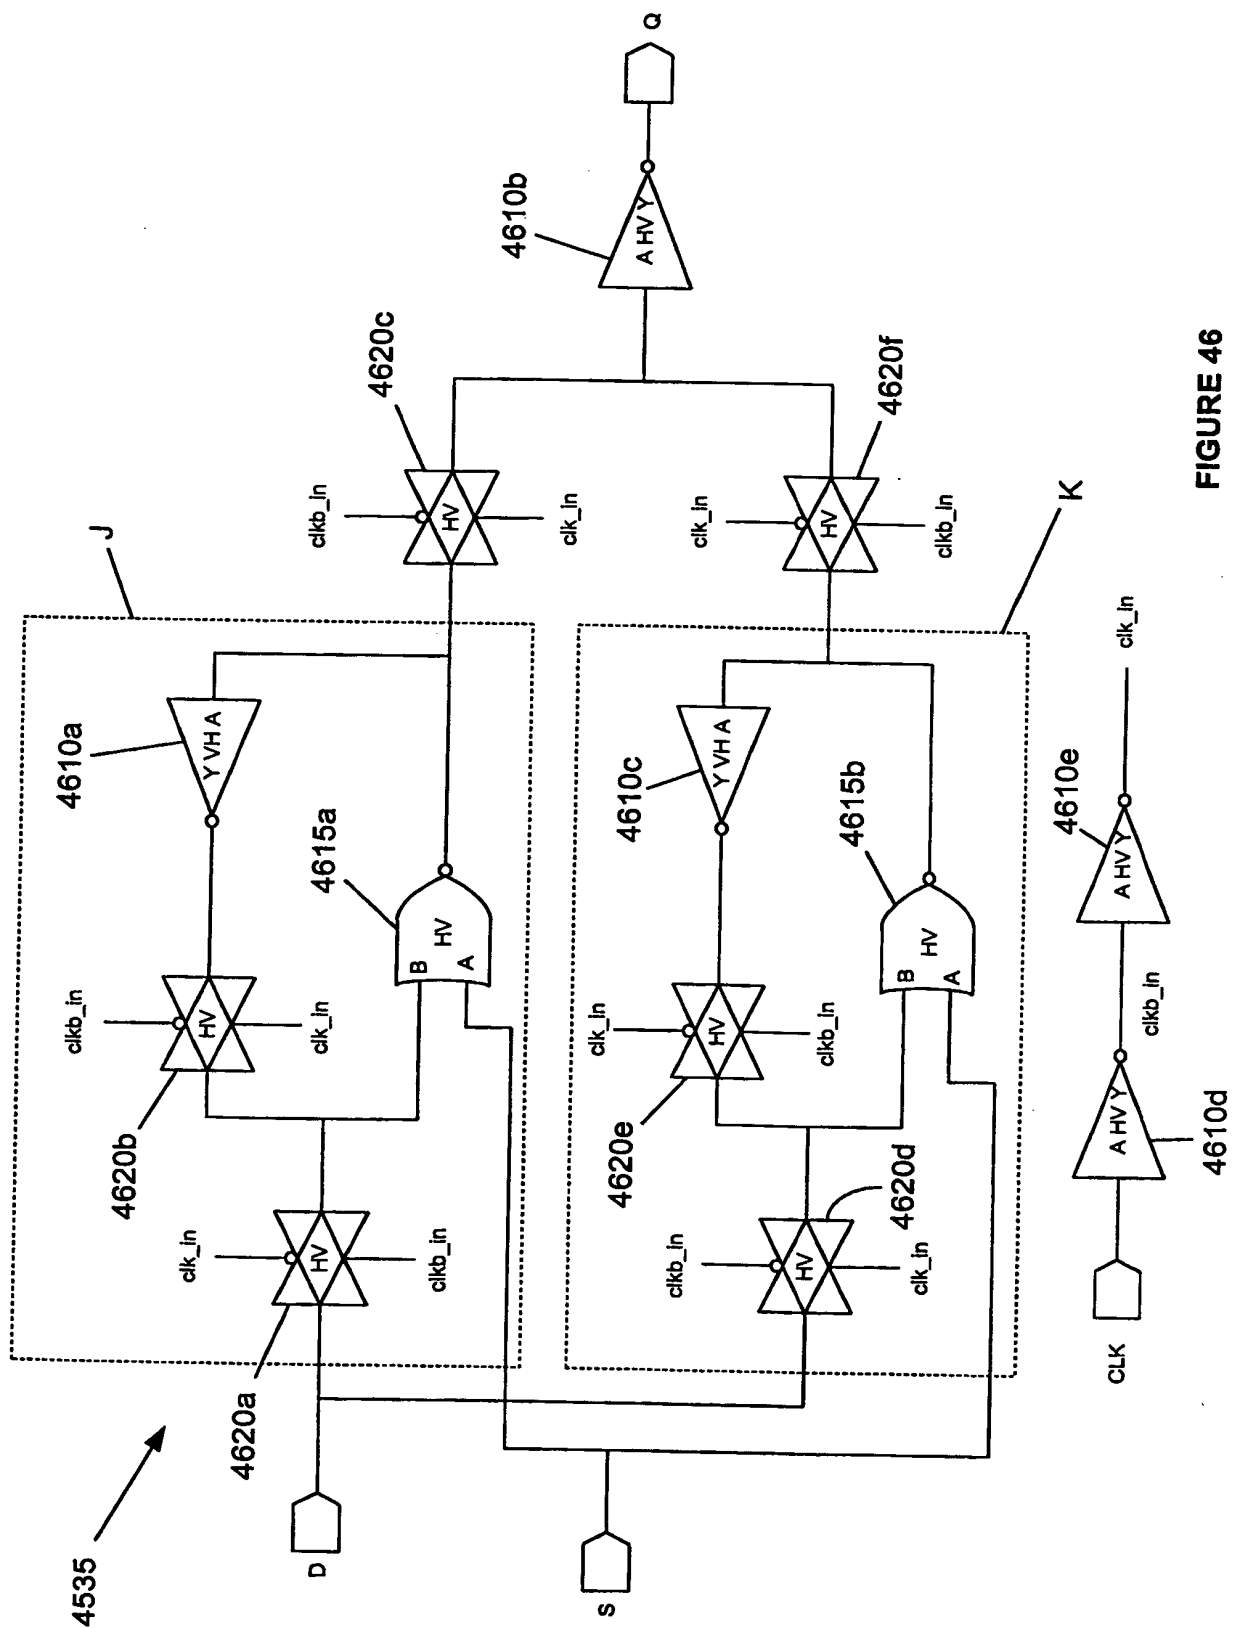 4535
J
4610a
Y VH A
clkb_in
HV
clk_in
4620b
4615a
B
HV
A
clk_in
HV
clkb_in
4620a
D
S
clkb_in
HV
clk_in
4620c
4610b
A HV Y
Q
K
4610c
Y VH A
clk_in
HV
clkb_in
4620e
4615b
B
HV
A
clkb_in
HV
clk_in
4620d
clk_in
HV
clkb_in
4620f
CLK
A HV Y
4610d
clkb_in
A HV Y
4610e
clk_in
FIGURE 46